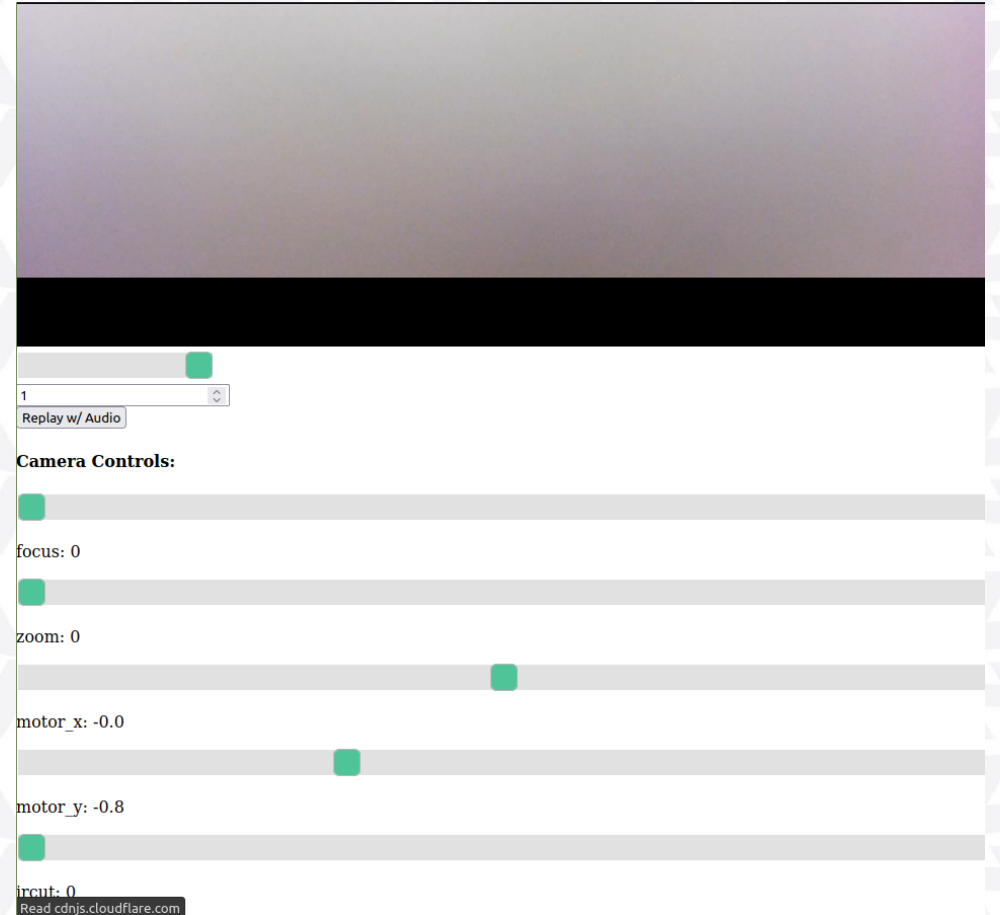 1
Replay w/ Audio
Camera Controls:
focus: 0
zoom: 0
motor_x: -0.0
motor_y: -0.8
ircut: 0
Read cdnjs.cloudflare.com